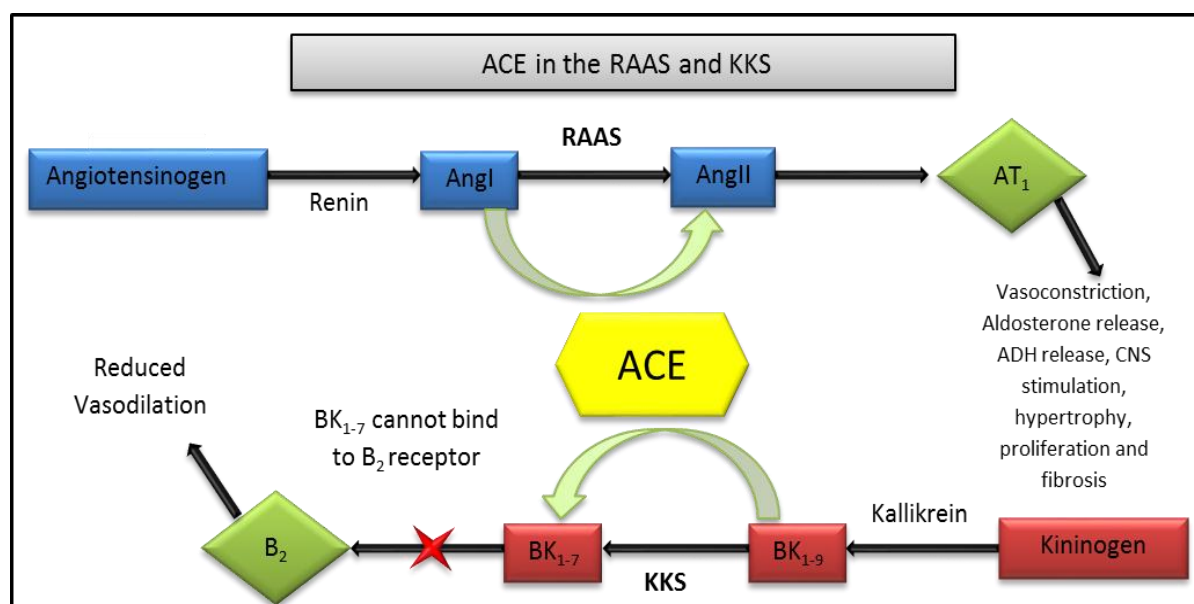 ACE in the RAAS and KKS
RAAS
Angiotensinogen
Renin
AngI
AngII
AT₁
Vasoconstriction,
Aldosterone release,
ADH release, CNS
stimulation,
hypertrophy,
proliferation and
fibrosis
ACE
Reduced
Vasodilation
BK₁₋₇ cannot bind
to B₂ receptor
B₂
BK₁₋₇
KKS
BK₁₋₉
Kallikrein
Kininogen